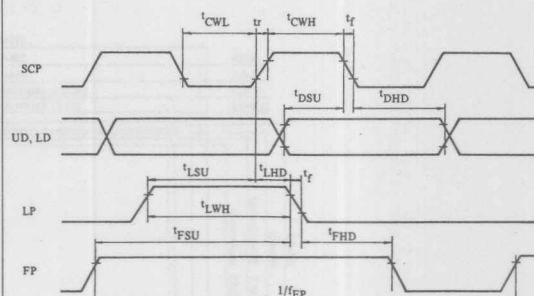 tCWL tr tCWH tf
SCP
tDSU tDHD
UD, LD
tLSU tLHD tf
LP
tLWH
tFSU tFHD
FP
1/fFP